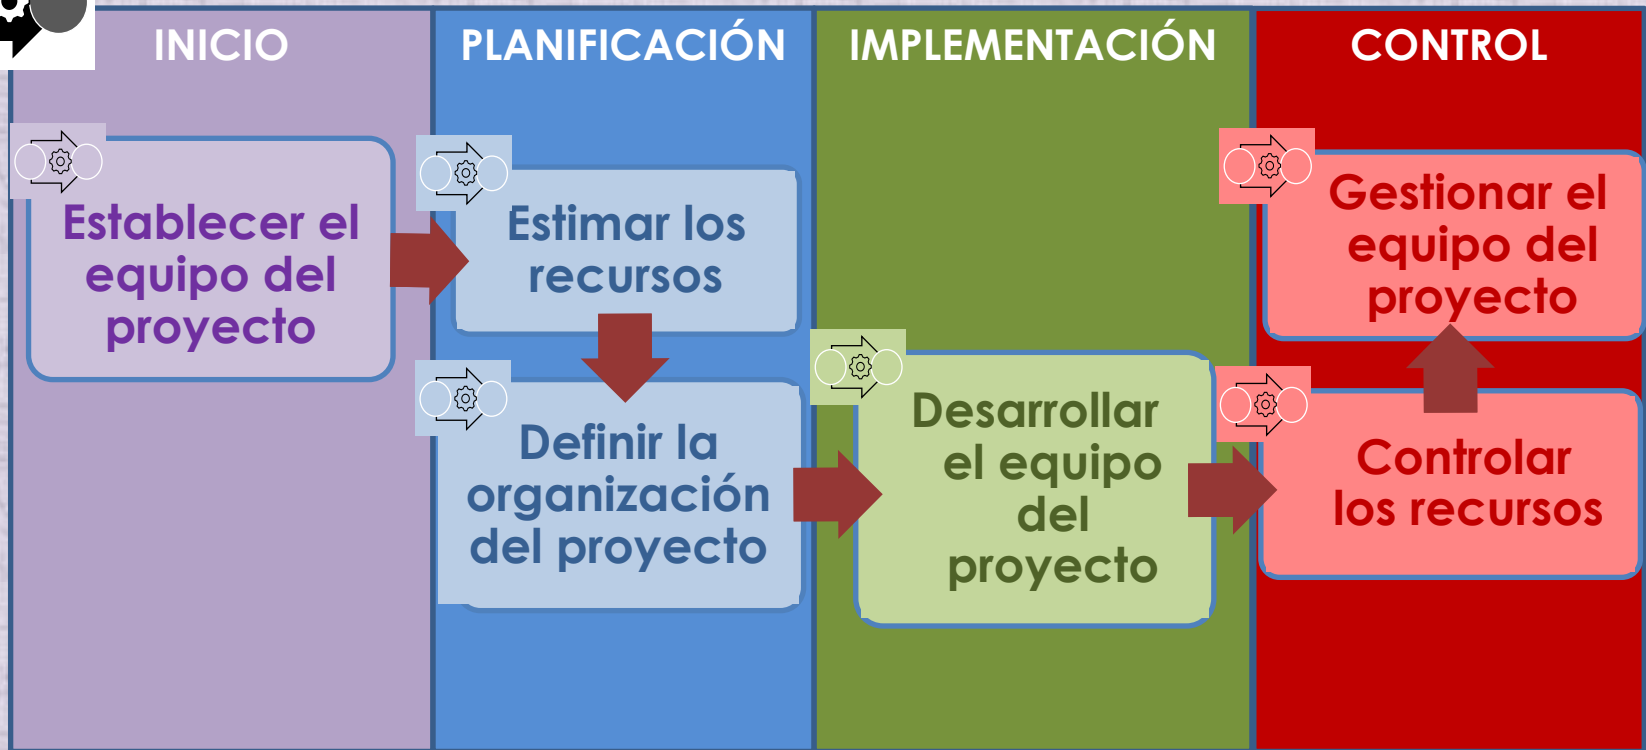 INICIO
PLANIFICACIÓN
IMPLEMENTACIÓN
CONTROL
Establecer el
equipo del
proyecto
Estimar los
recursos
Definir la
organización
del proyecto
Desarrollar
el equipo
del
proyecto
Controlar
los recursos
Gestionar el
equipo del
proyecto